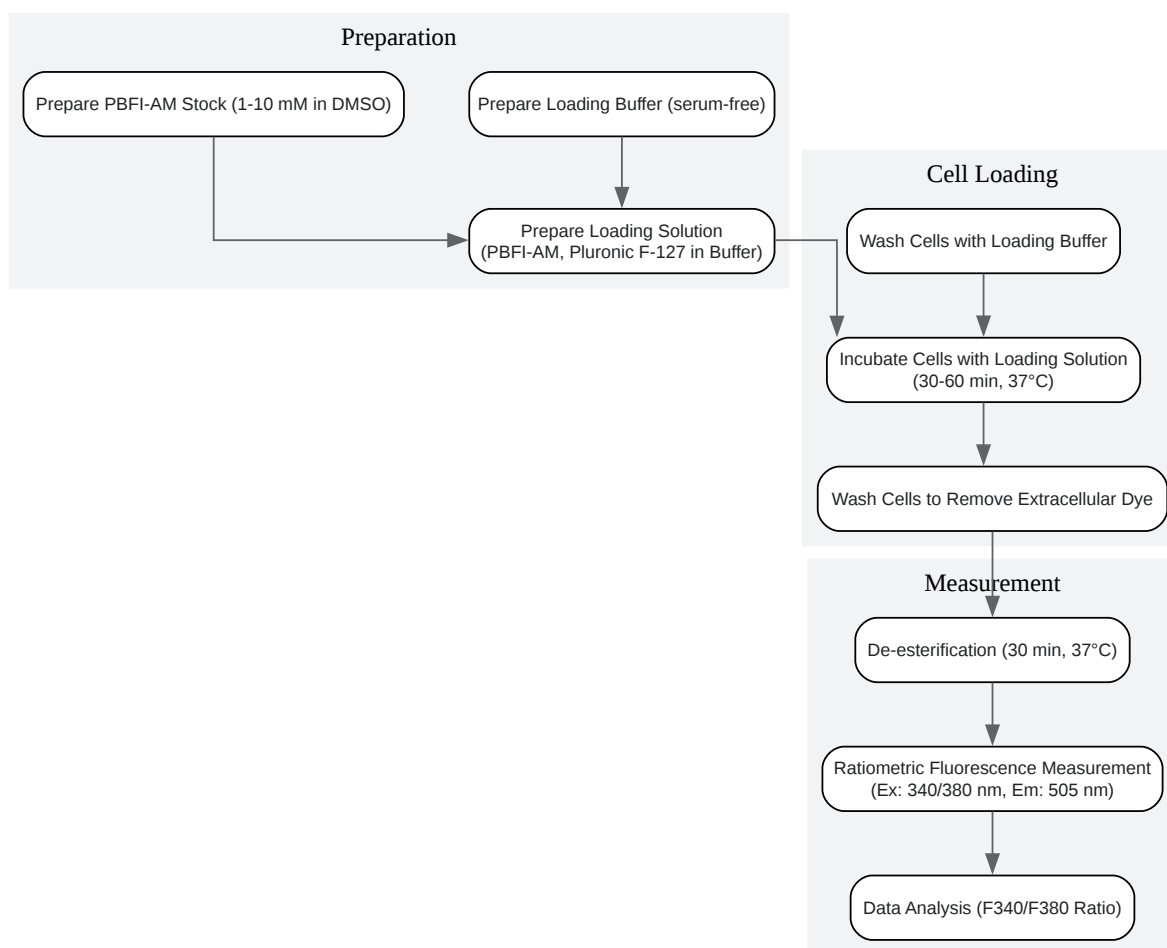 Preparation
Prepare PBFI-AM Stock (1-10 mM in DMSO)
Prepare Loading Buffer (serum-free)
Prepare Loading Solution
(PBFI-AM, Pluronic F-127 in Buffer)
Cell Loading
Wash Cells with Loading Buffer
Incubate Cells with Loading Solution
(30-60 min, 37°C)
Wash Cells to Remove Extracellular Dye
Measurement
De-esterification (30 min, 37°C)
Ratiometric Fluorescence Measurement
(Ex: 340/380 nm, Em: 505 nm)
Data Analysis (F340/F380 Ratio)